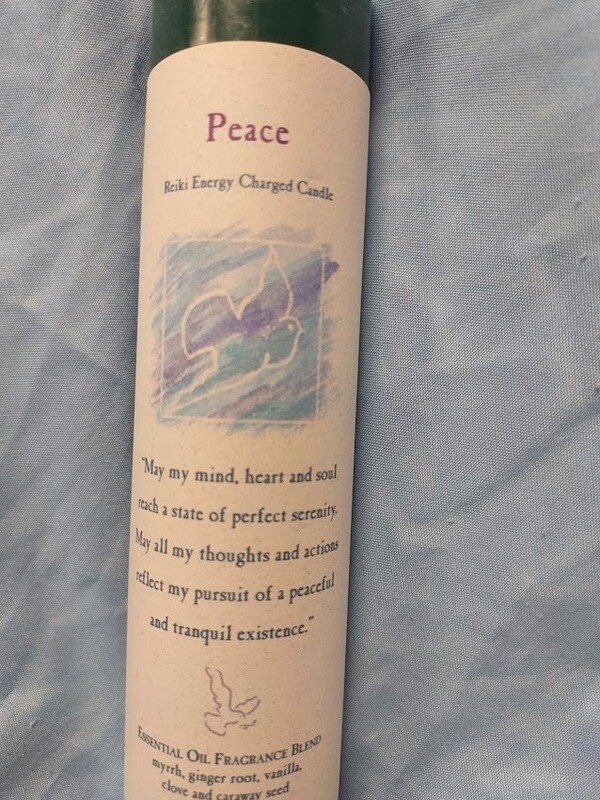 Peace
Reiki Energy Charged Candle
"May my mind, heart and soul
reach a state of perfect serenity.
May all my thoughts and actions
reflect my pursuit of a peaceful
and tranquil existence."
ESSENTIAL OIL FRAGRANCE BLEND
myrrh, ginger root, vanilla,
clove and caraway seed